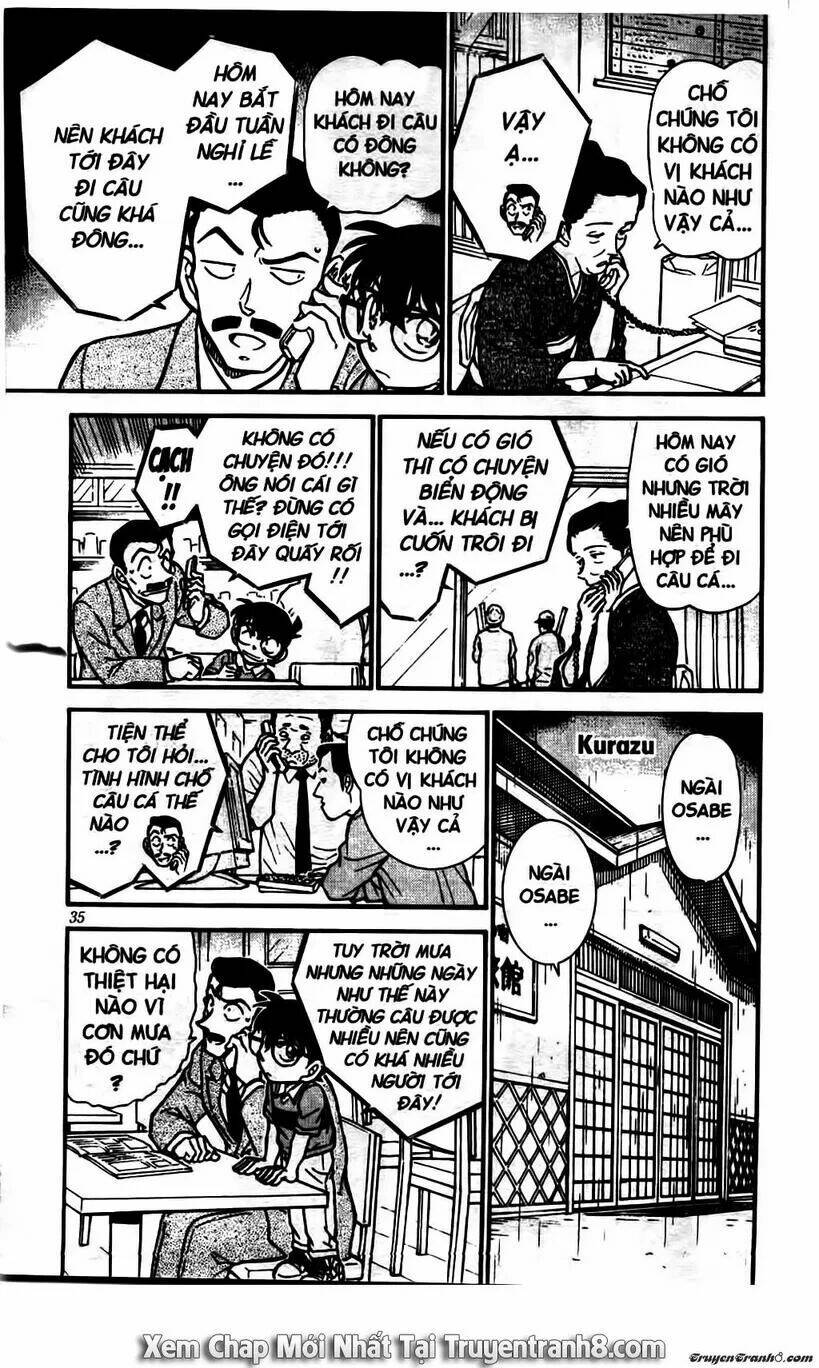 CHỖ
CHÚNG TÔI
KHÔNG CÓ
VỊ KHÁCH
NÀO NHƯ
VẬY CẢ...
VẬY
Ạ...
HÔM NAY
KHÁCH ĐI CÂU
CÓ ĐÔNG
KHÔNG?
HÔM
NAY BẮT
ĐẦU TUẦN
NGHỈ LỄ
...
NÊN KHÁCH
TỚI ĐÂY
ĐI CÂU
CŨNG KHÁ
ĐÔNG...
HÔM NAY
CÓ GIÓ
NHƯNG TRỜI
NHIỀU MÂY
NÊN PHÙ
HỢP ĐỂ ĐI
CÂU CÁ...
NẾU CÓ GIÓ
THÌ CÓ CHUYỆN
BIỂN ĐỘNG
VÀ... KHÁCH BỊ
CUỐN TRÔI ĐI
...?
KHÔNG CÓ
CHUYỆN ĐÓ!!!
ÔNG NÓI CÁI GÌ
THẾ? ĐỪNG CÓ
GỌI ĐIỆN TỚI
ĐÂY QUẤY RỐI
!!
CẠCH
!!
Kurazu
NGÀI
OSABE
...
NGÀI
OSABE
...
館
CHỖ CHÚNG
TÔI KHÔNG
CÓ VỊ KHÁCH
NÀO NHƯ
VẬY CẢ
...
TIỆN THỂ
CHO TÔI HỎI...
TÌNH HÌNH CHỖ
CÂU CÁ THẾ
NÀO
...?
35
TUY TRỜI MƯA
NHƯNG NHỮNG NGÀY
NHƯ THẾ NÀY
THƯỜNG CÂU ĐƯỢC
NHIỀU NÊN CŨNG
CÓ KHÁ NHIỀU
NGƯỜI TỚI
ĐÂY!
KHÔNG CÓ
THIỆT HẠI
NÀO VÌ
CƠN MƯA
ĐÓ CHỨ
?
Xem Chap Mới Nhất Tại Truyentranh8.com
TruyenTranh8.com